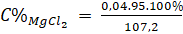 C%MgCl₂ = 0,04.95.100% / 107,2